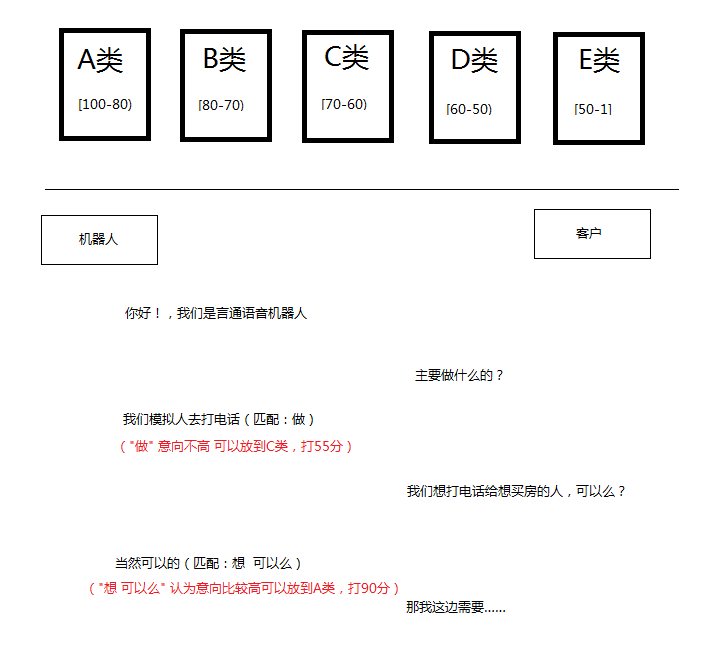 A类
B类
C类
D类
E类
[100-80)
[80-70)
[70-60)
[60-50)
[50-1]
机器人
客户
你好！，我们是言通语音机器人
主要做什么的？
我们模拟人去打电话（匹配：做）
（"做" 意向不高 可以放到C类，打55分）
我们想打电话给想买房的人，可以么？
当然可以的（匹配：想  可以么）
（"想 可以么" 认为意向比较高可以放到A类，打90分）
那我这边需要......